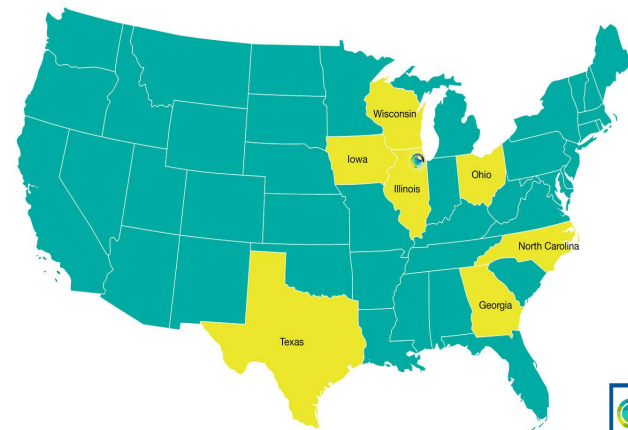 Wisconsin
Iowa
Illinois
Ohio
North Carolina
Georgia
Texas